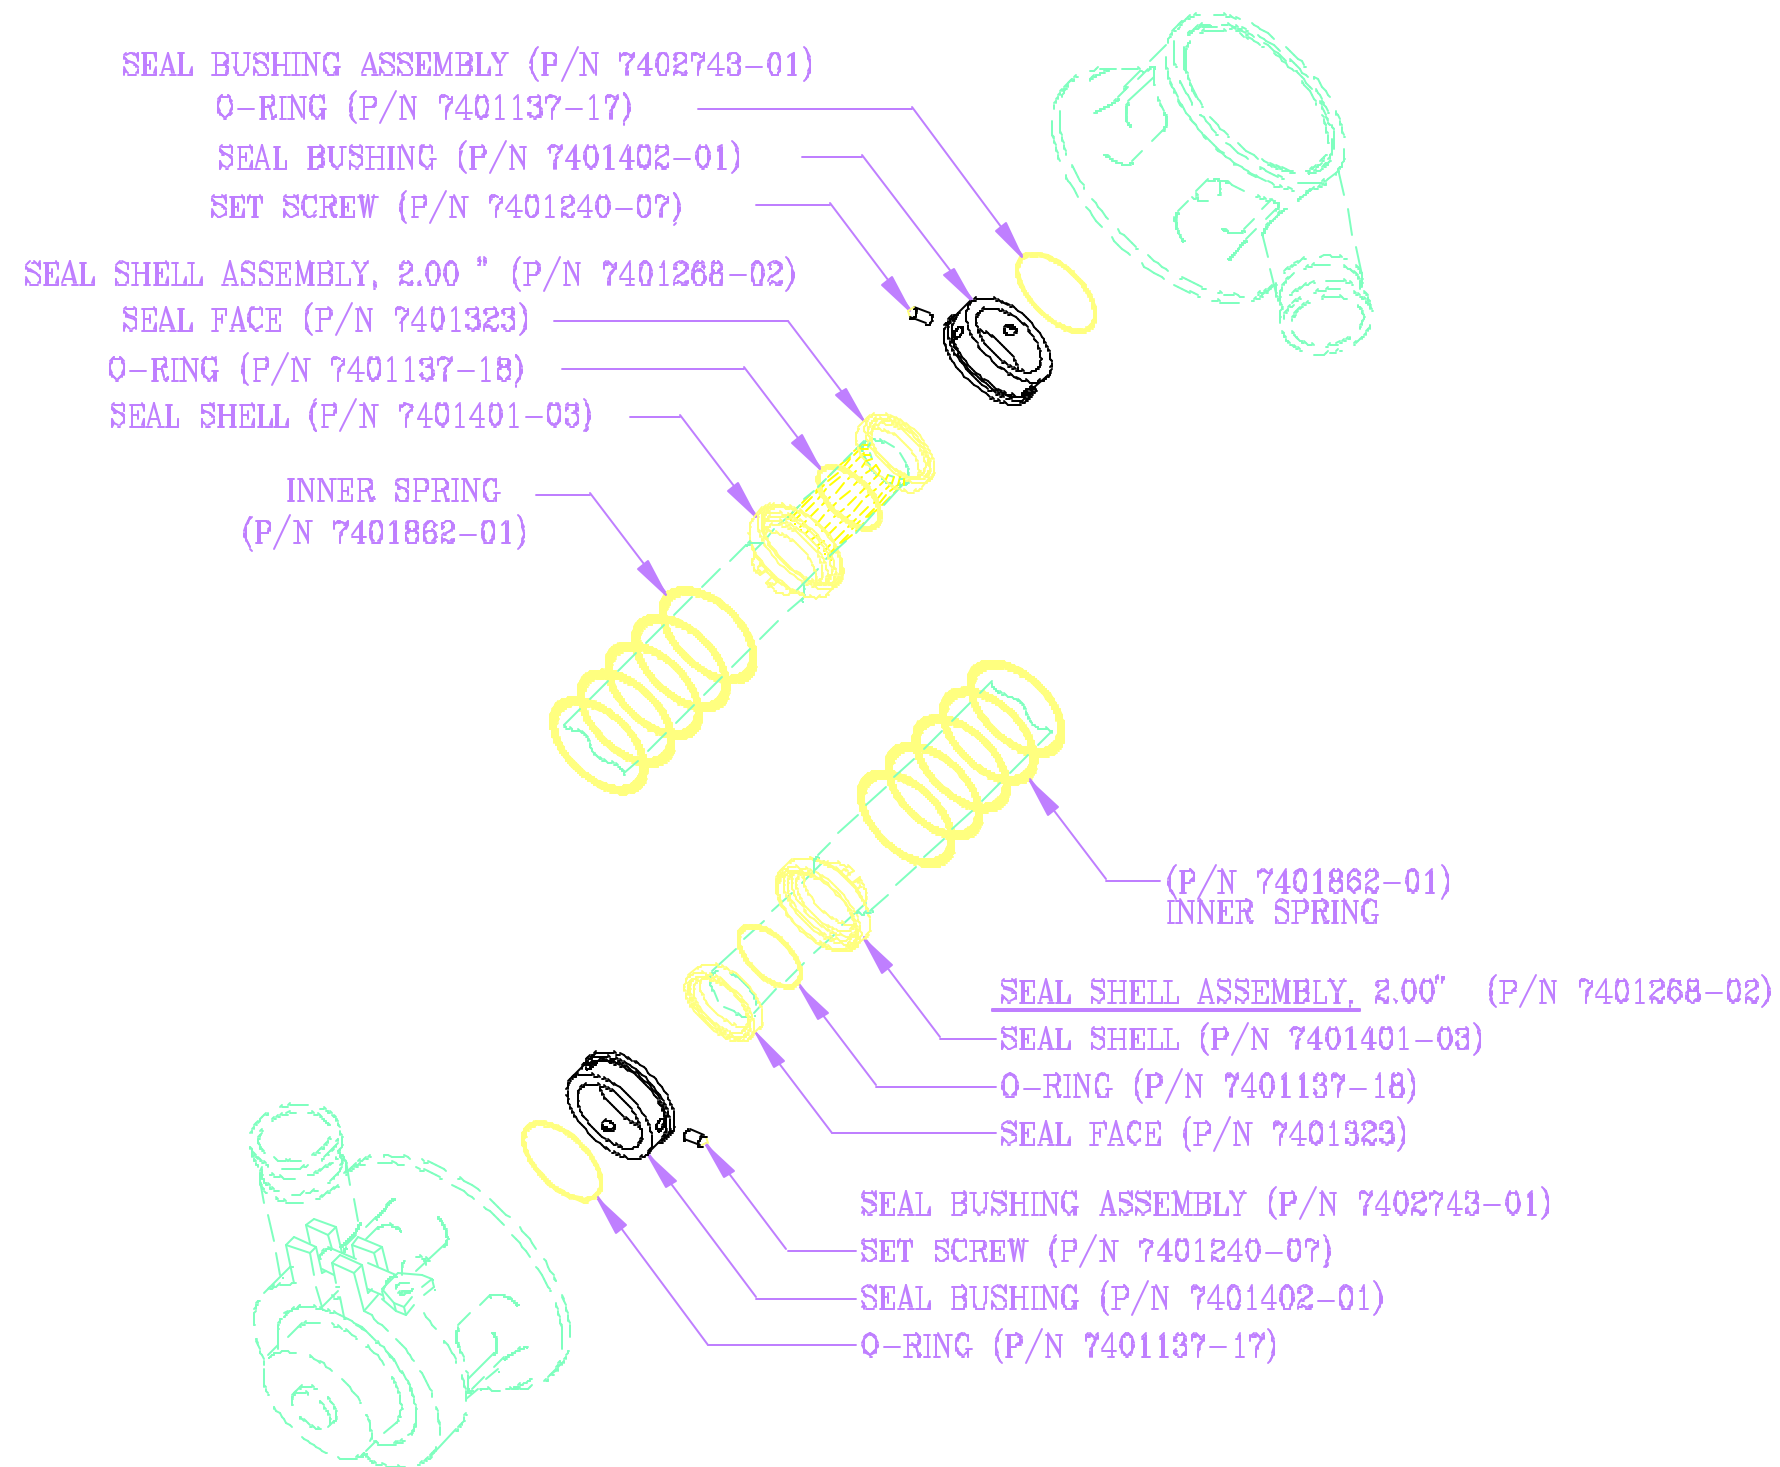 SEAL BUSHING ASSEMBLY (P/N 7402743-01)
O-RING (P/N 7401137-17)
SEAL BUSHING (P/N 7401402-01)
SET SCREW (P/N 7401240-07)
SEAL SHELL ASSEMBLY, 2.00 " (P/N 7401268-02)
SEAL FACE (P/N 7401323)
O-RING (P/N 7401137-18)
SEAL SHELL (P/N 7401401-03)
INNER SPRING
(P/N 7401862-01)
(P/N 7401862-01)
INNER SPRING
SEAL SHELL ASSEMBLY, 2.00" (P/N 7401268-02)
SEAL SHELL (P/N 7401401-03)
O-RING (P/N 7401137-18)
SEAL FACE (P/N 7401323)
SEAL BUSHING ASSEMBLY (P/N 7402743-01)
SET SCREW (P/N 7401240-07)
SEAL BUSHING (P/N 7401402-01)
O-RING (P/N 7401137-17)